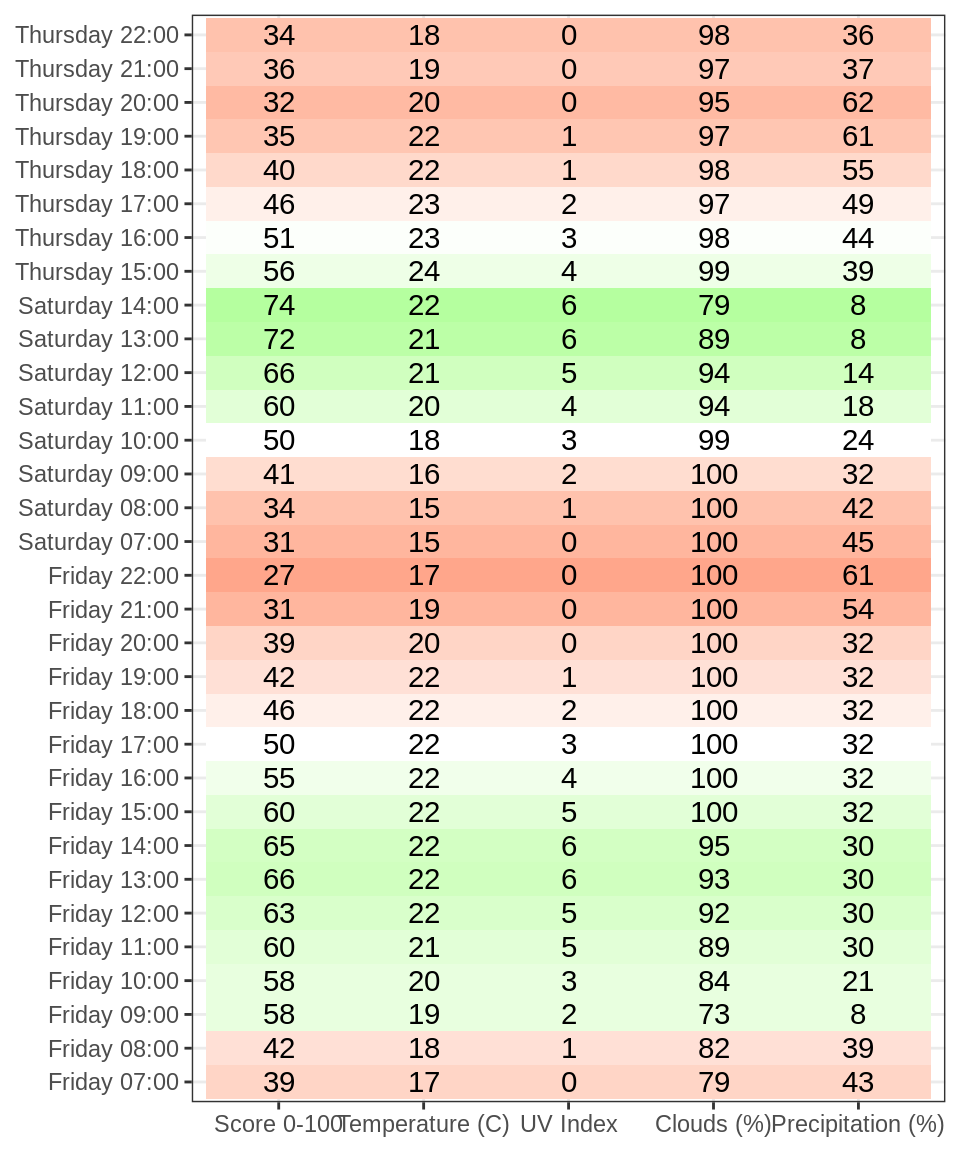 Thursday 22:00 34 18 0 98 36
Thursday 21:00 36 19 0 97 37
Thursday 20:00 32 20 0 95 62
Thursday 19:00 35 22 1 97 61
Thursday 18:00 40 22 1 98 55
Thursday 17:00 46 23 2 97 49
Thursday 16:00 51 23 3 98 44
Thursday 15:00 56 24 4 99 39
Saturday 14:00 74 22 6 79 8
Saturday 13:00 72 21 6 89 8
Saturday 12:00 66 21 5 94 14
Saturday 11:00 60 20 4 94 18
Saturday 10:00 50 18 3 99 24
Saturday 09:00 41 16 2 100 32
Saturday 08:00 34 15 1 100 42
Saturday 07:00 31 15 0 100 45
Friday 22:00 27 17 0 100 61
Friday 21:00 31 19 0 100 54
Friday 20:00 39 20 0 100 32
Friday 19:00 42 22 1 100 32
Friday 18:00 46 22 2 100 32
Friday 17:00 50 22 3 100 32
Friday 16:00 55 22 4 100 32
Friday 15:00 60 22 5 100 32
Friday 14:00 65 22 6 95 30
Friday 13:00 66 22 6 93 30
Friday 12:00 63 22 5 92 30
Friday 11:00 60 21 5 89 30
Friday 10:00 58 20 3 84 21
Friday 09:00 58 19 2 73 8
Friday 08:00 42 18 1 82 39
Friday 07:00 39 17 0 79 43
Score 0-100 Temperature (C) UV Index Clouds (%) Precipitation (%)